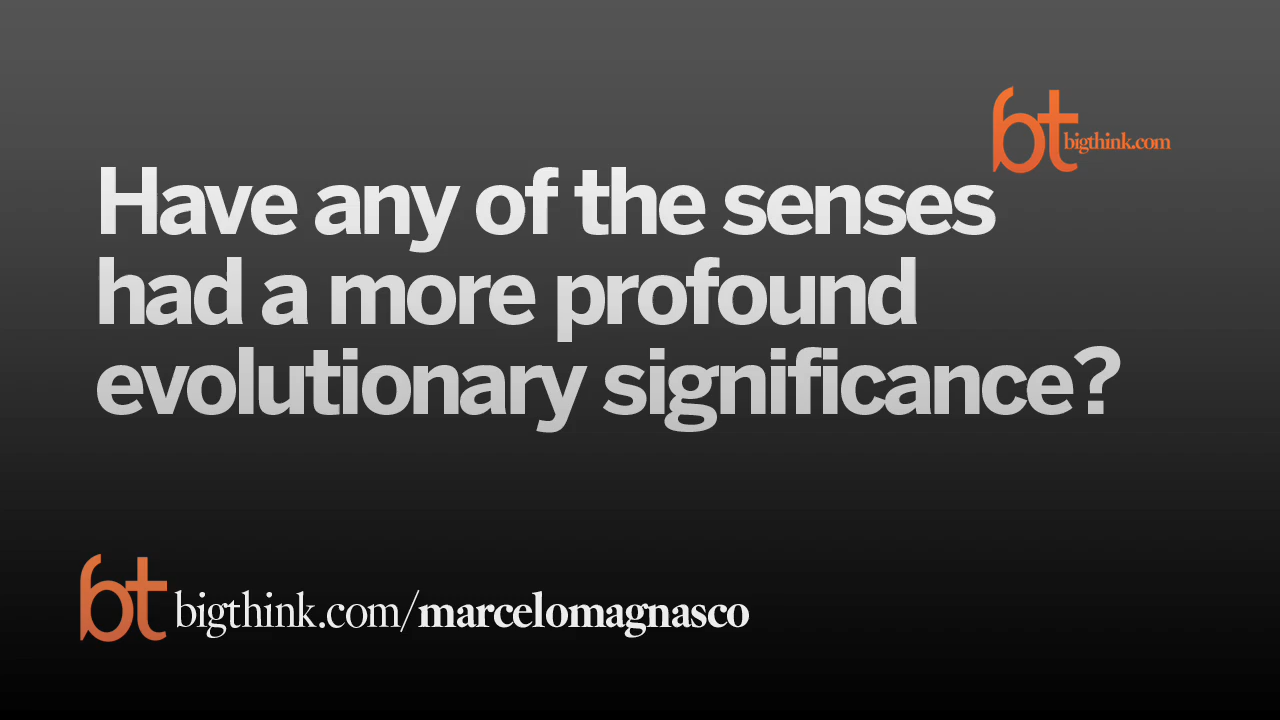 bt bigthink.com
Have any of the senses
had a more profound
evolutionary significance?
bt bigthink.com/marcelomagnasco